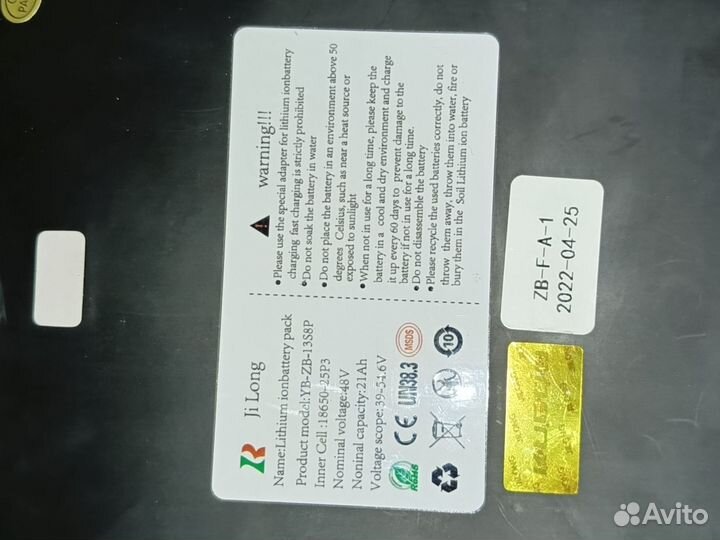 Ji Long
Name:Lithium ionbattery pack
Product model:YB-ZB-13S8P
Inner Cell :18650-25P3
Nominal voltage:48V
Noninal capacity:21Ah
Voltage scope:39-54.6V
RoHS
CE
UN38.3
MSDS
10
warning!!!
• Please use the special adapter for lithium ionbattery
charging fast charging is strictly prohibited
• Do not soak the battery in water
• Do not place the battery in an environment above 50
degrees Celsius, such as near a heat source or
exposed to sunlight
• When not in use for a long time, please keep the
battery in a cool and dry environment and charge
it up every 60 days to prevent damage to the
battery if not in use for a long time.
• Do not disassemble the battery
• Please recycle the used batteries correctly, do not
throw them away, throw them into water, fire or
bury them in the Soil Lithium ion battery
ZB-F-A-1
2022-04-25
Avito